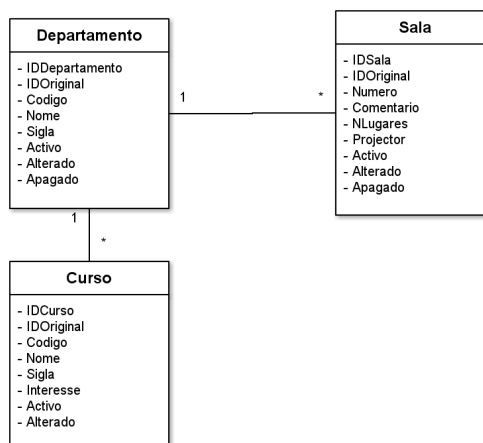 Departamento
- IDDepartamento
- IDOriginal
- Codigo
- Nome
- Sigla
- Activo
- Alterado
- Apagado
1
*
Sala
- IDSala
- IDOriginal
- Numero
- Comentario
- NLugares
- Projector
- Activo
- Alterado
- Apagado
1
*
Curso
- IDCurso
- IDOriginal
- Codigo
- Nome
- Sigla
- Interesse
- Activo
- Alterado